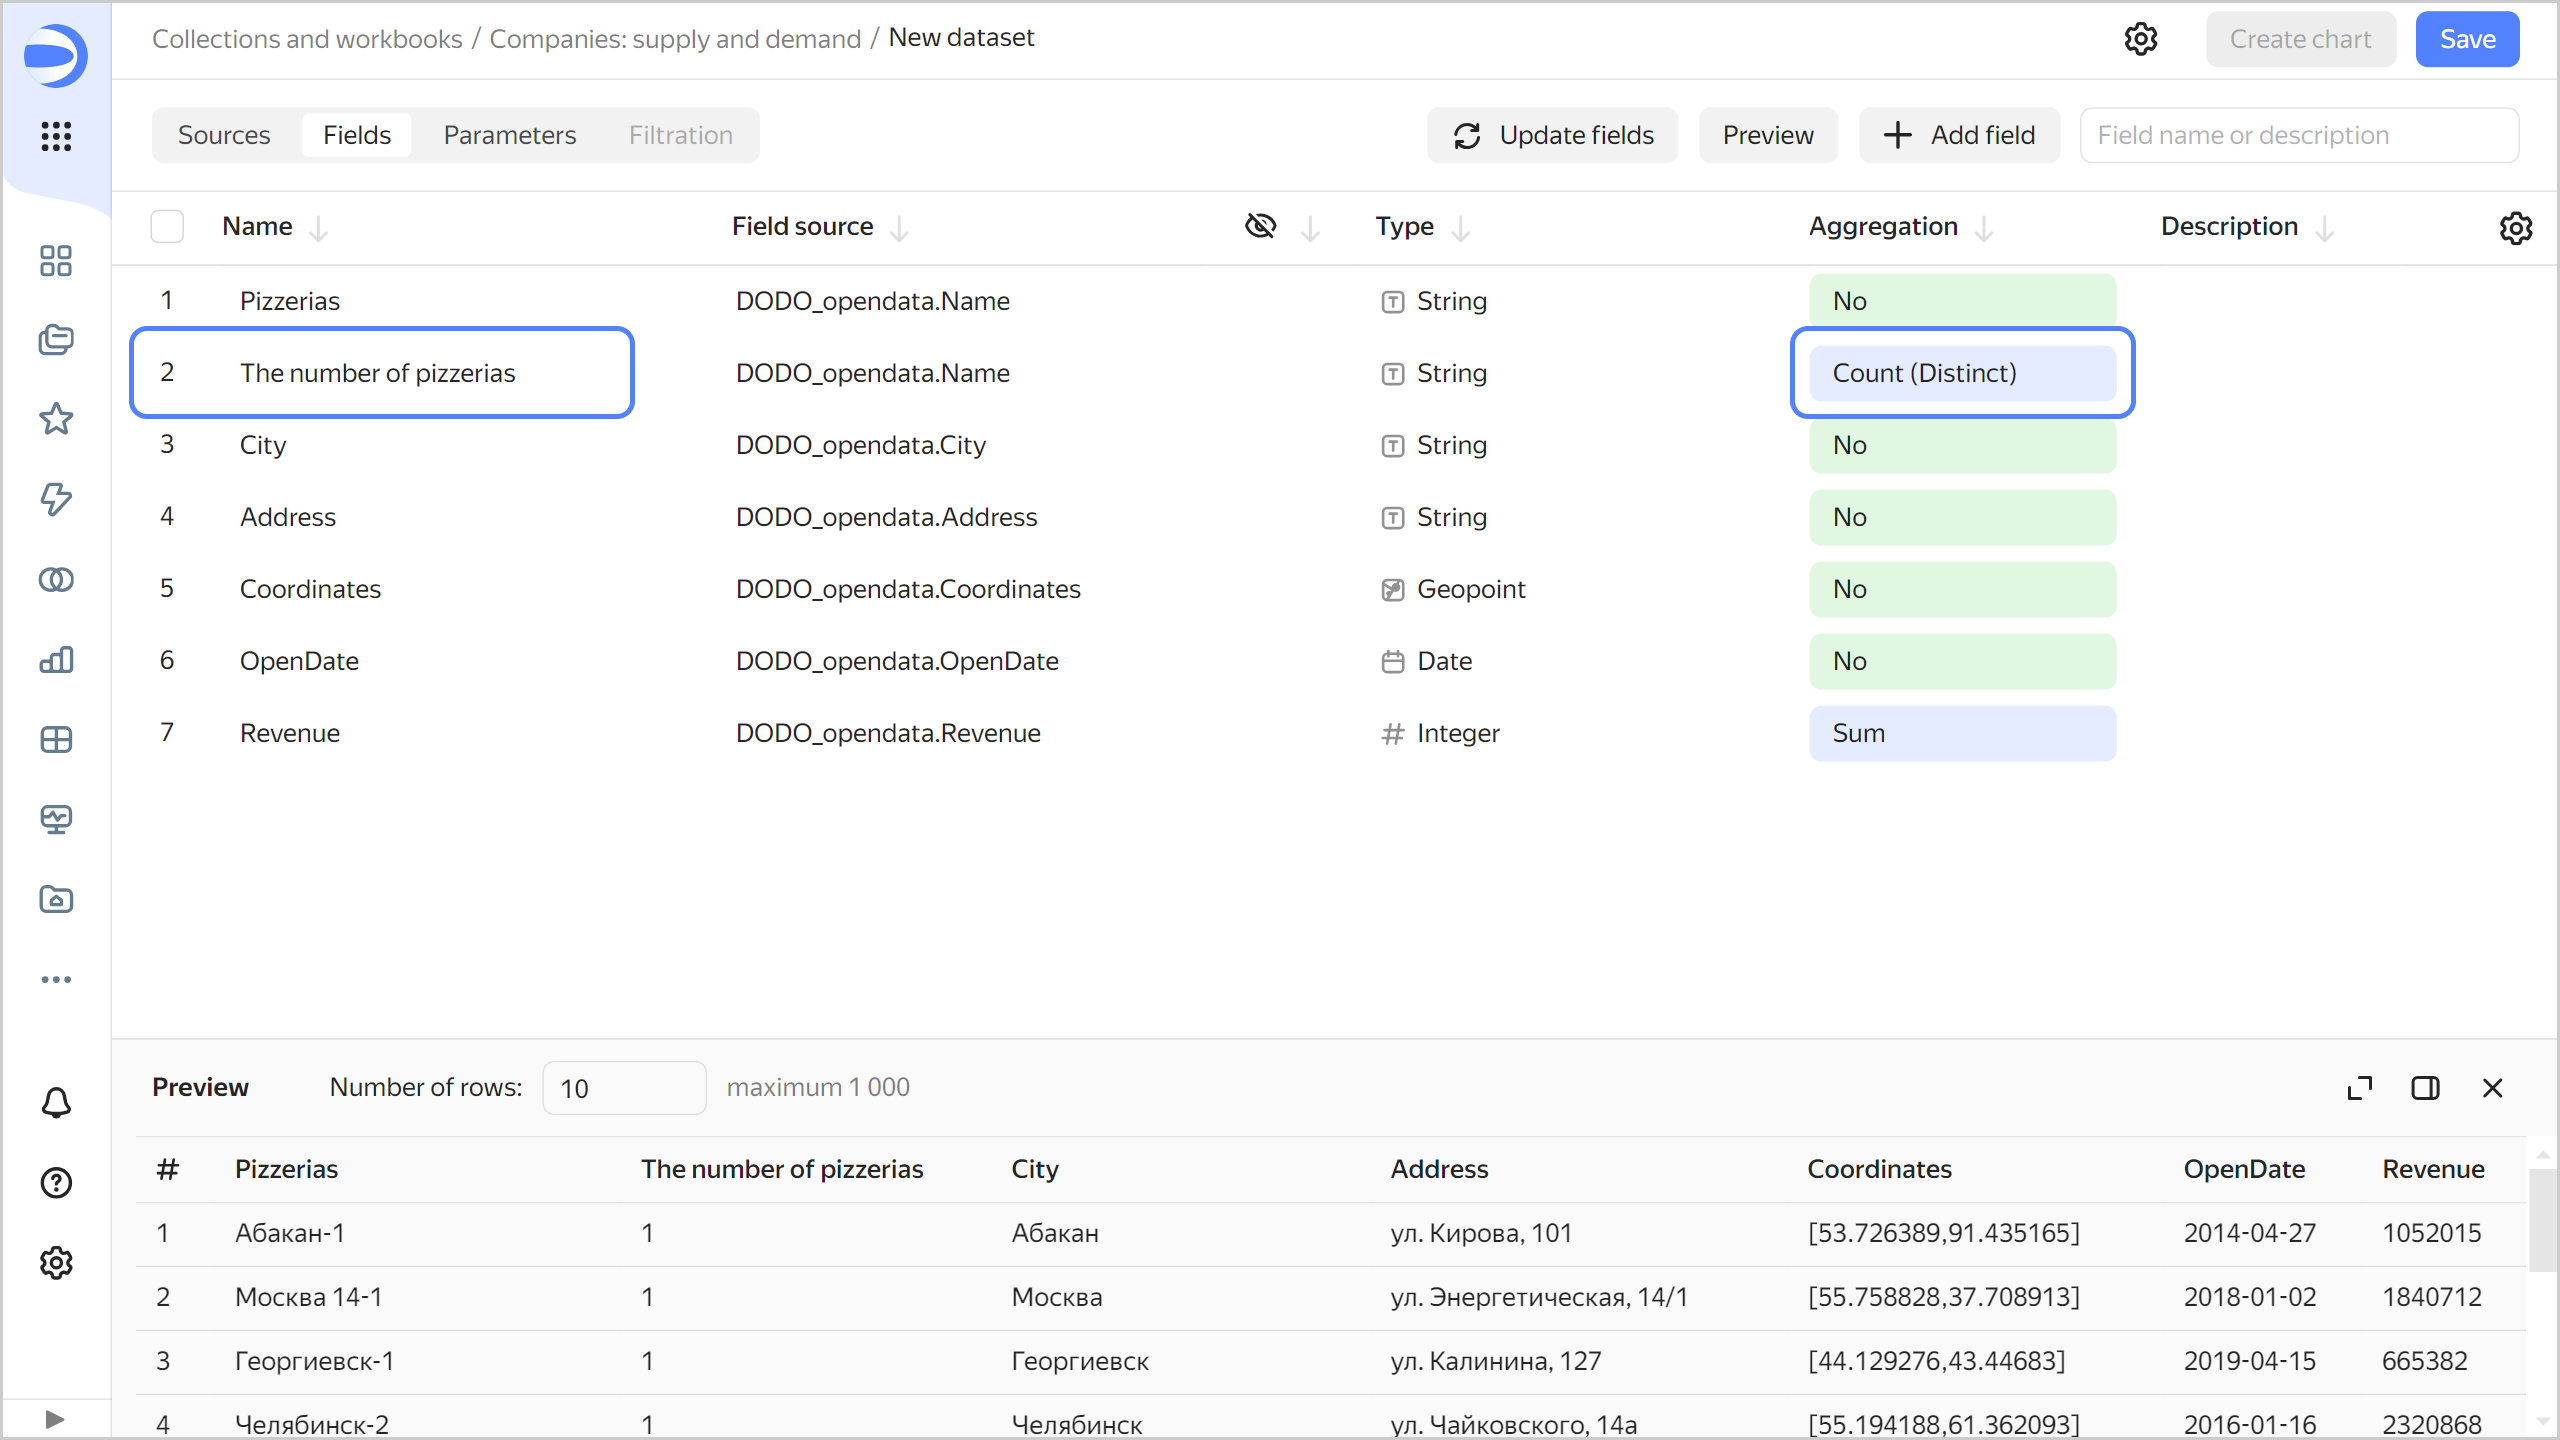 Collections and workbooks / Companies: supply and demand / New dataset
Create chart
Save
Sources Fields Parameters Filtration
Update fields
Preview
Add field
Field name or description
Name Field source Type Aggregation Description
1 Pizzerias DODO_opendata.Name String No
2 The number of pizzerias DODO_opendata.Name String Count (Distinct)
3 City DODO_opendata.City String No
4 Address DODO_opendata.Address String No
5 Coordinates DODO_opendata.Coordinates Geopoint No
6 OpenDate DODO_opendata.OpenDate Date No
7 Revenue DODO_opendata.Revenue Integer Sum
Preview Number of rows: 10 maximum 1 000
# Pizzerias The number of pizzerias City Address Coordinates OpenDate Revenue
1 Абакан-1 1 Абакан ул. Кирова, 101 [53.726389,91.435165] 2014-04-27 1052015
2 Москва 14-1 1 Москва ул. Энергетическая, 14/1 [55.758828,37.708913] 2018-01-02 1840712
3 Георгиевск-1 1 Георгиевск ул. Калинина, 127 [44.129276,43.44683] 2019-04-15 665382
4 Челябинск-2 1 Челябинск ул. Чайковского, 14а [55.194188,61.362093] 2016-01-16 2320868